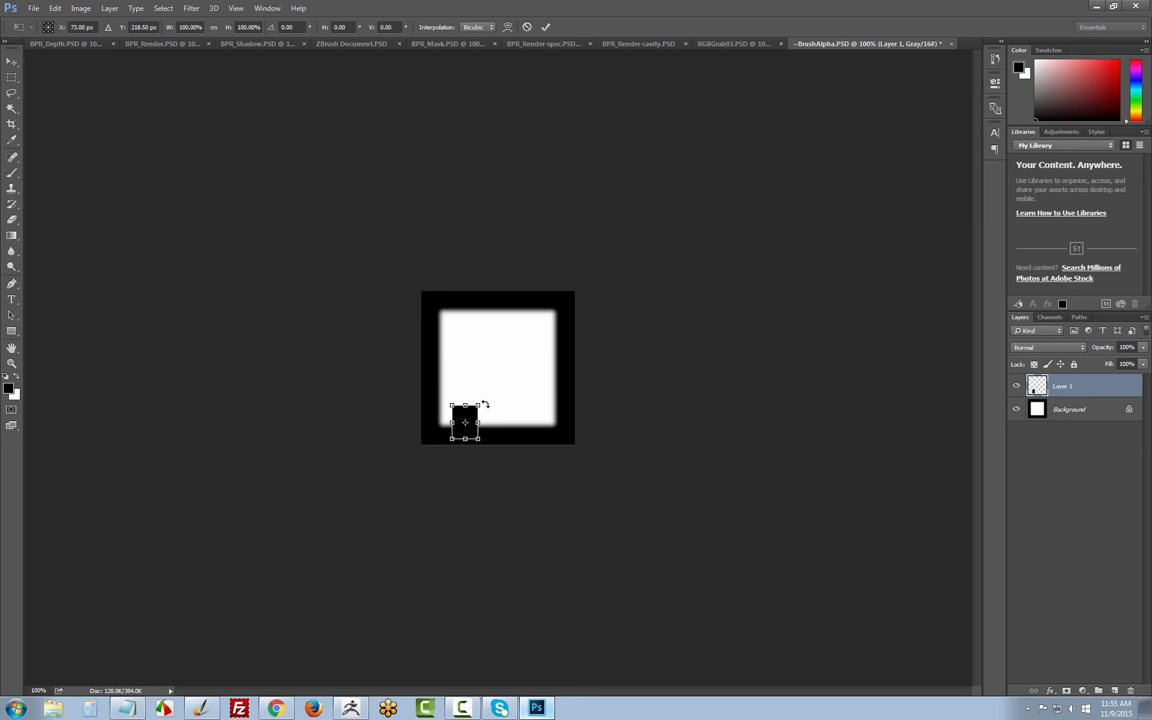 Ps File Edit Image Layer Type Select Filter 3D View Window Help
X: 73.00 px Y: 218.50 px W: 100.00% H: 100.00% 0.00 ° H: 0.00 ° V: 0.00 ° Interpolation: Bicubic Essentials
BPR_Depth.PSD @ 10... × BPR_Render.PSD @ 10... × BPR_Shadow.PSD @ 1... × ZBrush Document.PSD × BPR_Mask.PSD @ 100... × BPR_Render-spec.PSD... × BPR_Render-cavity.PSD × RGBGrab03.PSD @ 10... × ~BrushAlpha.PSD @ 100% (Layer 1, Gray/16#) * ×
Color Swatches
Libraries Adjustments Styles
My Library
Your Content. Anywhere.
Use Libraries to organize, access, and
share your assets across desktop and
mobile.
Learn How to Use Libraries
St
Need content? Search Millions of
Photos at Adobe Stock
Layers Channels Paths
Kind
Normal Opacity: 100%
Lock: Fill: 100%
Layer 1
Background
100% Doc: 128.0K/384.0K
11:55 AM
11/9/2015